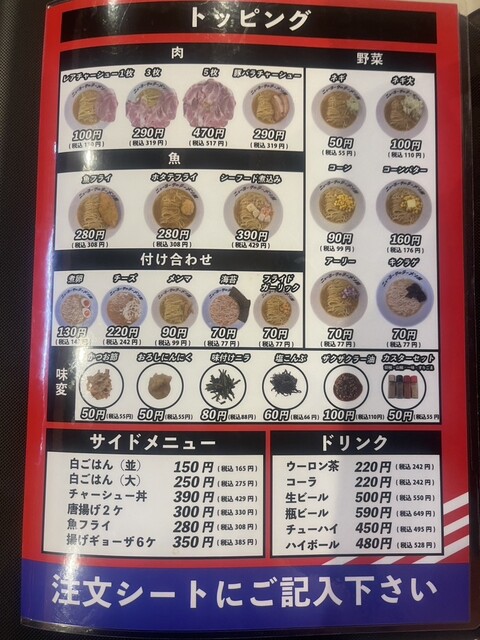 トッピング
肉
野菜
レアチャーシュー1枚
3枚
5枚
豚バラチャーシュー
100円
290円
(税込 319円)
470円
(税込 517円)
290円
(税込 319円)
ネギ
ネギ大
50円
(税込 55円)
100円
(税込 110円)
魚
魚フライ
ホタテフライ
シーフード煮込み
280円
(税込 308円)
280円
(税込 308円)
390円
(税込 429円)
コーン
コーンバター
90円
(税込 99円)
160円
(税込 176円)
付け合わせ
煮卵
チーズ
メンマ
海苔
フライドガーリック
130円
220円
(税込 242円)
90円
(税込 99円)
70円
(税込 77円)
70円
(税込 77円)
アーリー
キクラゲ
70円
(税込 77円)
70円
(税込 77円)
味変
かつお節
おろしにんにく
味付けニラ
塩こんぶ
ザクザクラー油
カスターセット
50円(税込55円)
50円(税込55円)
80円(税込88円)
60円(税込66円)
100円(税込110円)
50円(税込 55円
サイドメニュー
白ごはん(並) 150円(税込 165円)
白ごはん(大) 250円(税込 275円)
チャーシュー丼 390円(税込 429円)
唐揚げ2ケ 300円(税込 330円)
魚フライ 280円(税込 308円)
揚げギョーザ6ケ 350円(税込 385円)
ドリンク
ウーロン茶 220円(税込 242円)
コーラ 220円(税込 242円)
生ビール 500円(税込 550円)
瓶ビール 590円(税込 649円)
チューハイ 450円(税込 495円)
ハイボール 480円(税込 528円)
注文シートにご記入下さい